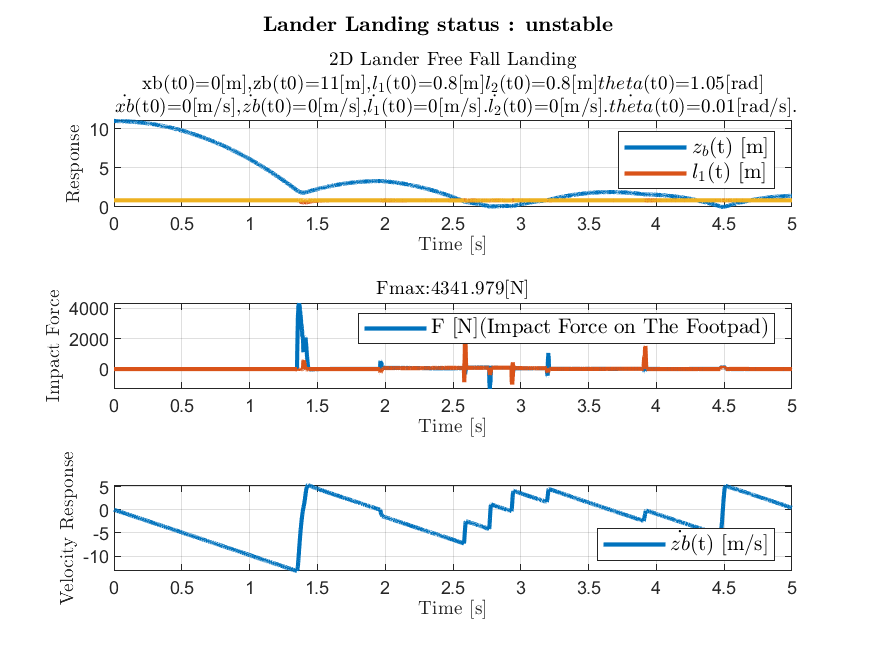 Lander Landing status : unstable
2D Lander Free Fall Landing
xb(t0)=0[m],zb(t0)=11[m],l₁(t0)=0.8[m]l₂(t0)=0.8[m]theta(t0)=1.05[rad]
ẋb(t0)=0[m/s],żb(t0)=0[m/s],l̇₁(t0)=0[m/s].l̇₂(t0)=0[m/s].thėta(t0)=0.01[rad/s].
10
5
0
Response
z_b(t) [m]
l₁(t) [m]
0 0.5 1 1.5 2 2.5 3 3.5 4 4.5 5
Time [s]
Fmax:4341.979[N]
4000
2000
0
Impact Force
F [N](Impact Force on The Footpad)
0 0.5 1 1.5 2 2.5 3 3.5 4 4.5 5
Time [s]
5
0
-5
-10
Velocity Response
żb(t) [m/s]
0 0.5 1 1.5 2 2.5 3 3.5 4 4.5 5
Time [s]